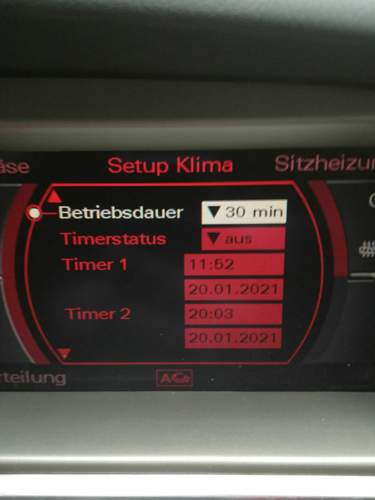 äse Setup Klima Sitzheizun
Betriebsdauer ▼ 30 min
Timerstatus ▼ aus
Timer 1 11:52
20.01.2021
Timer 2 20:03
20.01.2021
rteilung